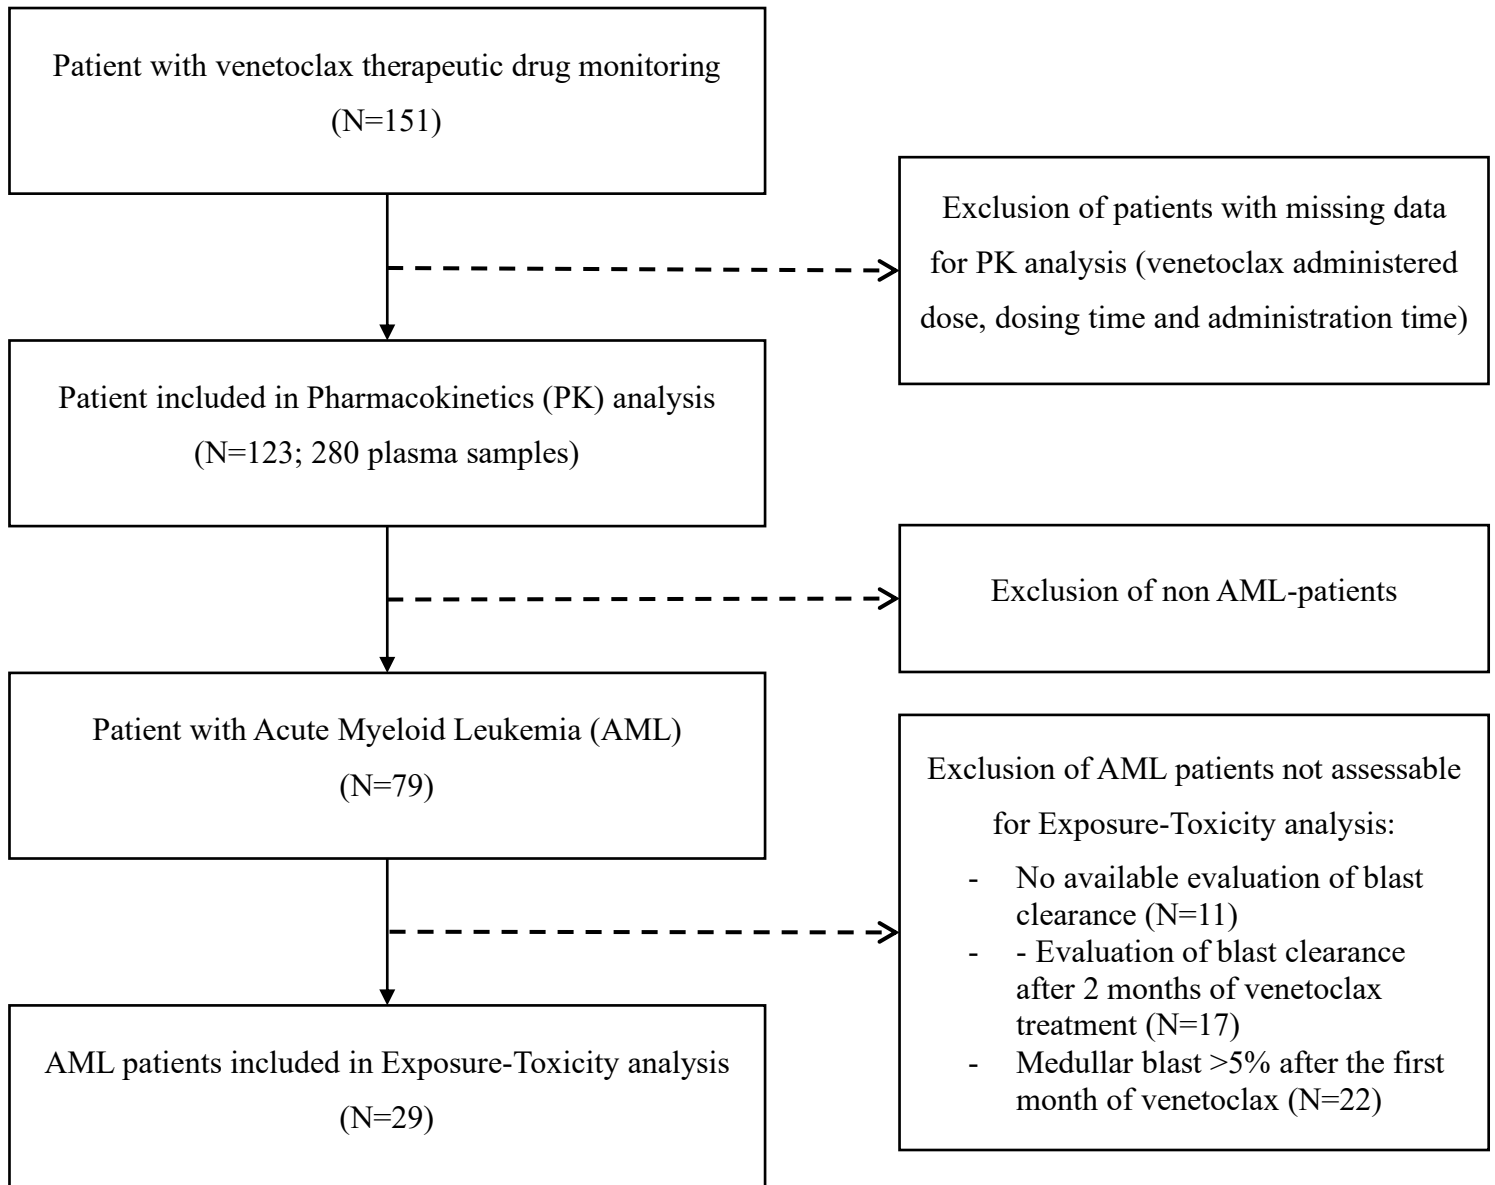 Patient with venetoclax therapeutic drug monitoring
(N=151)
Exclusion of patients with missing data
for PK analysis (venetoclax administered
dose, dosing time and administration time)
Patient included in Pharmacokinetics (PK) analysis
(N=123; 280 plasma samples)
Exclusion of non AML-patients
Patient with Acute Myeloid Leukemia (AML)
(N=79)
Exclusion of AML patients not assessable
for Exposure-Toxicity analysis:
- No available evaluation of blast
clearance (N=11)
- - Evaluation of blast clearance
after 2 months of venetoclax
treatment (N=17)
- Medullar blast >5% after the first
month of venetoclax (N=22)
AML patients included in Exposure-Toxicity analysis
(N=29)